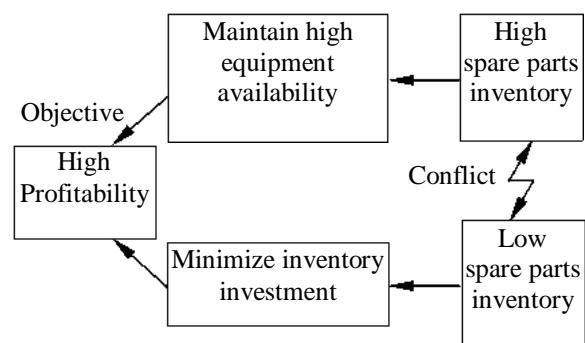 Maintain high
equipment
availability
High
spare parts
inventory
Objective
High
Profitability
Conflict
Minimize inventory
investment
Low
spare parts
inventory